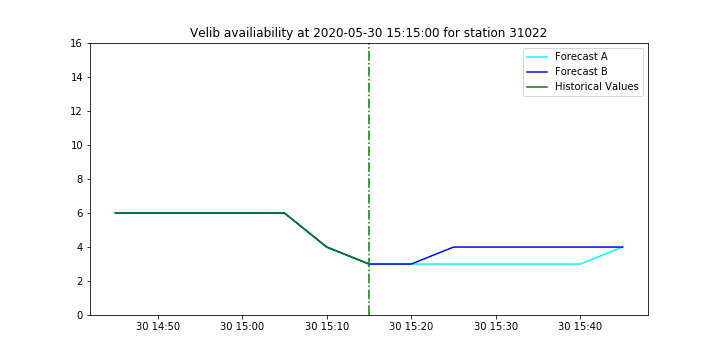 Velib availiability at 2020-05-30 15:15:00 for station 31022
Forecast A
Forecast B
Historical Values
16
14
12
10
8
6
4
2
0
30 14:50 30 15:00 30 15:10 30 15:20 30 15:30 30 15:40